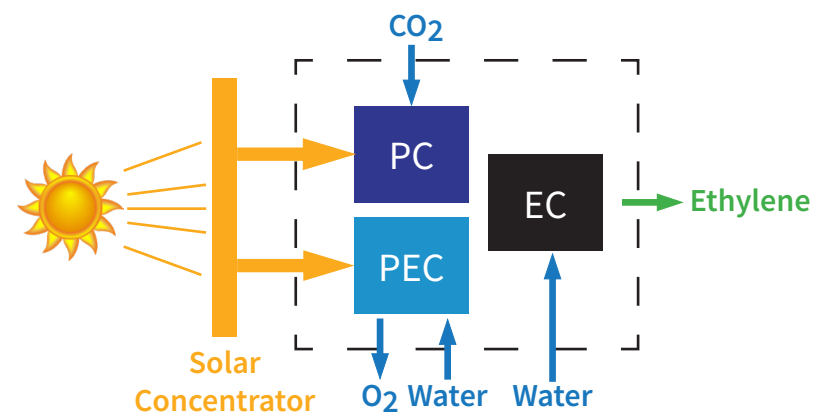 CO2
PC
EC
Ethylene
PEC
Solar
Concentrator
O2 Water Water